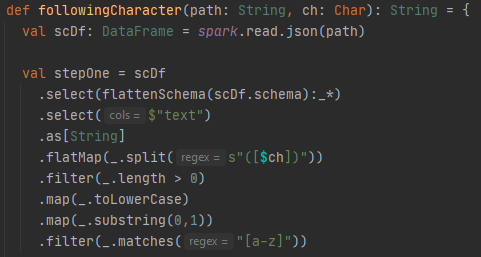 def followingCharacter(path: String, ch: Char): String = {
val scDf: DataFrame = spark.read.json(path)
val stepOne = scDf
.select(flattenSchema(scDf.schema):_*)
.select( cols = $"text")
.as[String]
.flatMap(_.split( regex = s"([$ch])"))
.filter(_.length > 0)
.map(_.toLowerCase)
.map(_.substring(0,1))
.filter(_.matches( regex = "[a-z]"))